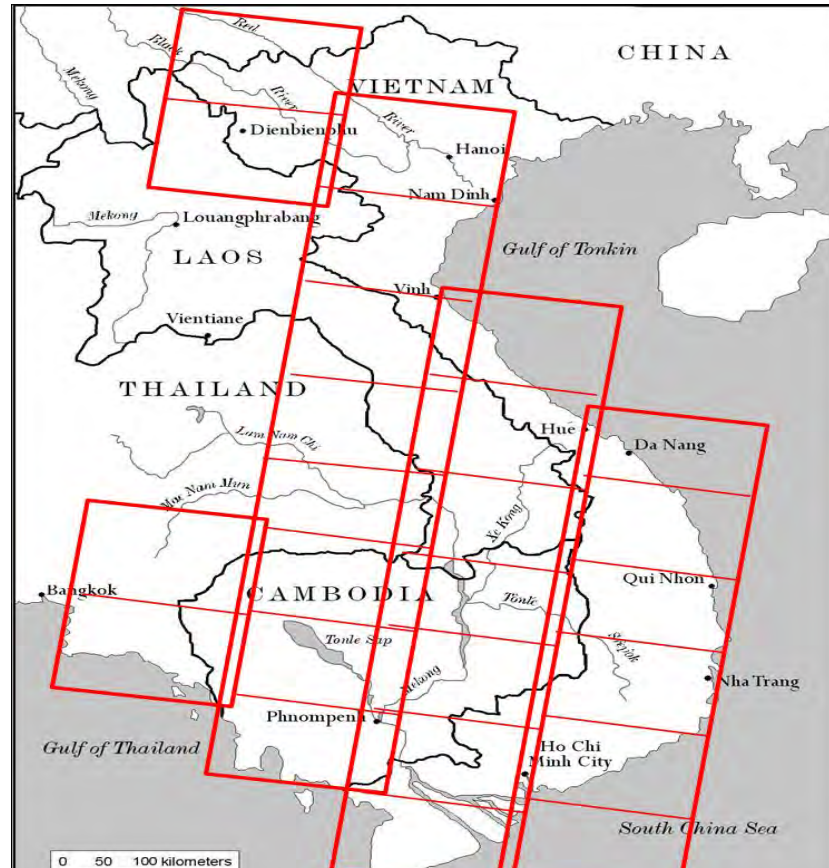 CHINA
Red
Black
River
River
Mekong
VIETNAM
Dienbienphu
Hanoi
Nam Dinh
Mekong
Louangphrabang
LAOS
Gulf of Tonkin
Vinh
Vientiane
THAILAND
Lam Nam Chi
Hué
Da Nang
Mae Nam Mun
Xe Kong
Bangkok
CAMBODIA
Qui Nhon
Tonle
Tonle Sap
Srepok
Mekong
Nha Trang
Phnompenh
Gulf of Thailand
Ho Chi
Minh City
South China Sea
0 50 100 kilometers